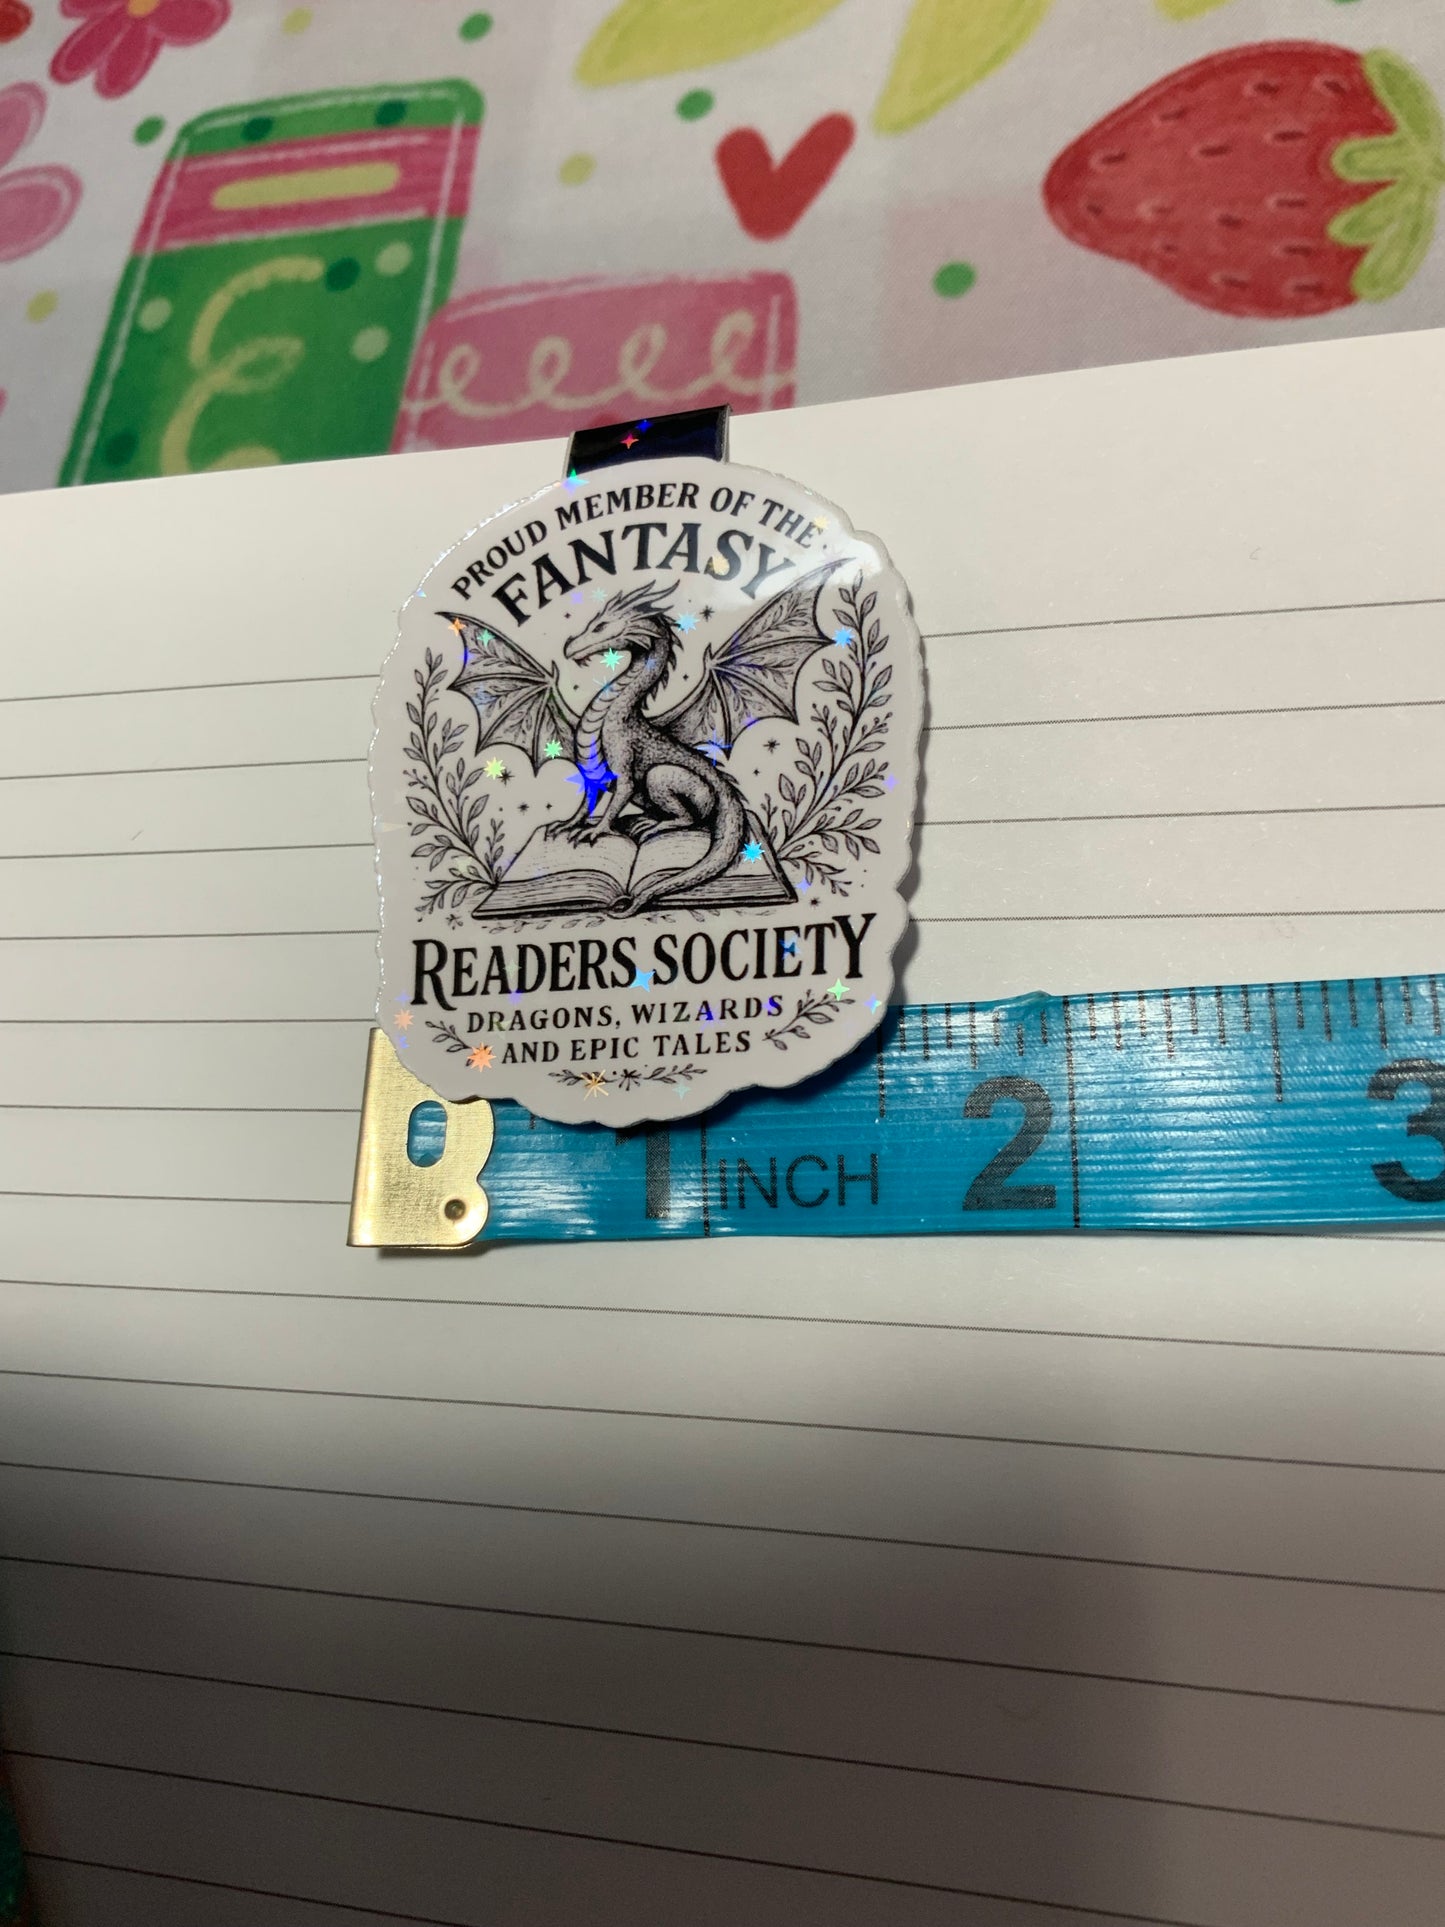 PROUD MEMBER OF THE
FANTASY
READERS SOCIETY
DRAGONS, WIZARDS
AND EPIC TALES
1 INCH 2 3